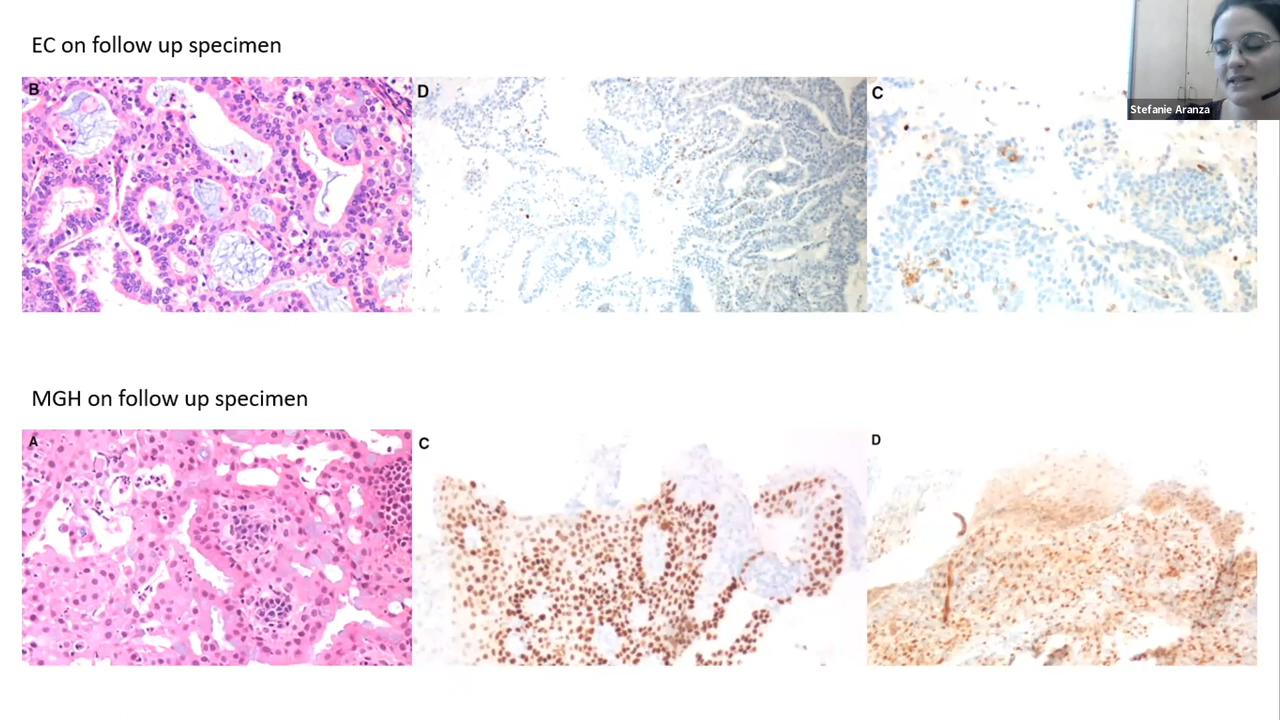 EC on follow up specimen
B
D
C
Stefanie Aranza
MGH on follow up specimen
A
C
D